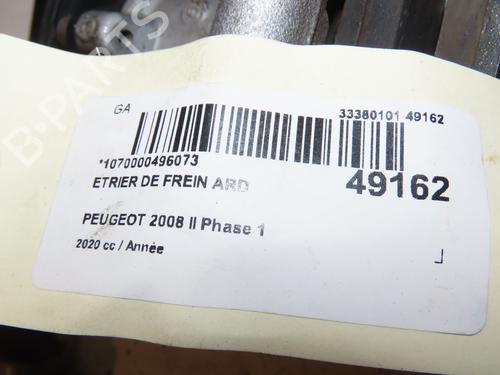 GA
33380101 49162
*1070000496073
ETRIER DE FREIN ARD
49162
PEUGEOT 2008 II Phase 1
2020 cc / Année
B-PARTS